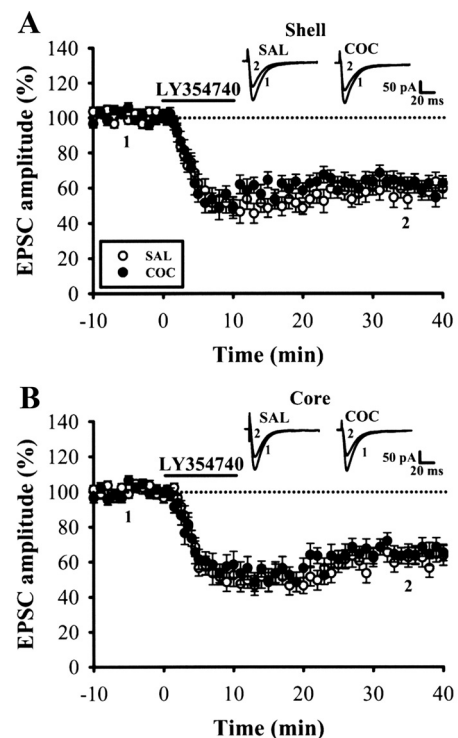 A
Shell
140
120
100
80
60
40
20
0
EPSC amplitude (%)
LY354740
SAL
2
1
COC
2
1
50 pA
20 ms
1
2
SAL
COC
-10 0 10 20 30 40
Time (min)
B
Core
140
120
100
80
60
40
20
0
EPSC amplitude (%)
LY354740
SAL
2
1
COC
2
1
50 pA
20 ms
1
2
-10 0 10 20 30 40
Time (min)